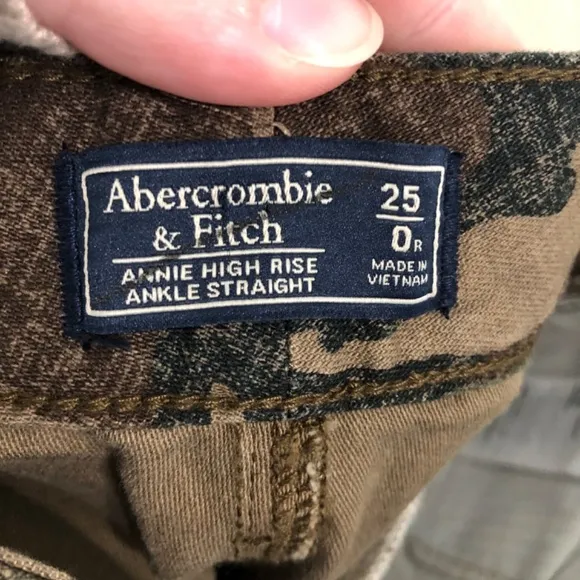 Abercrombie
& Fitch
ANNIE HIGH RISE
ANKLE STRAIGHT
25
0R
MADE IN
VIETNAM